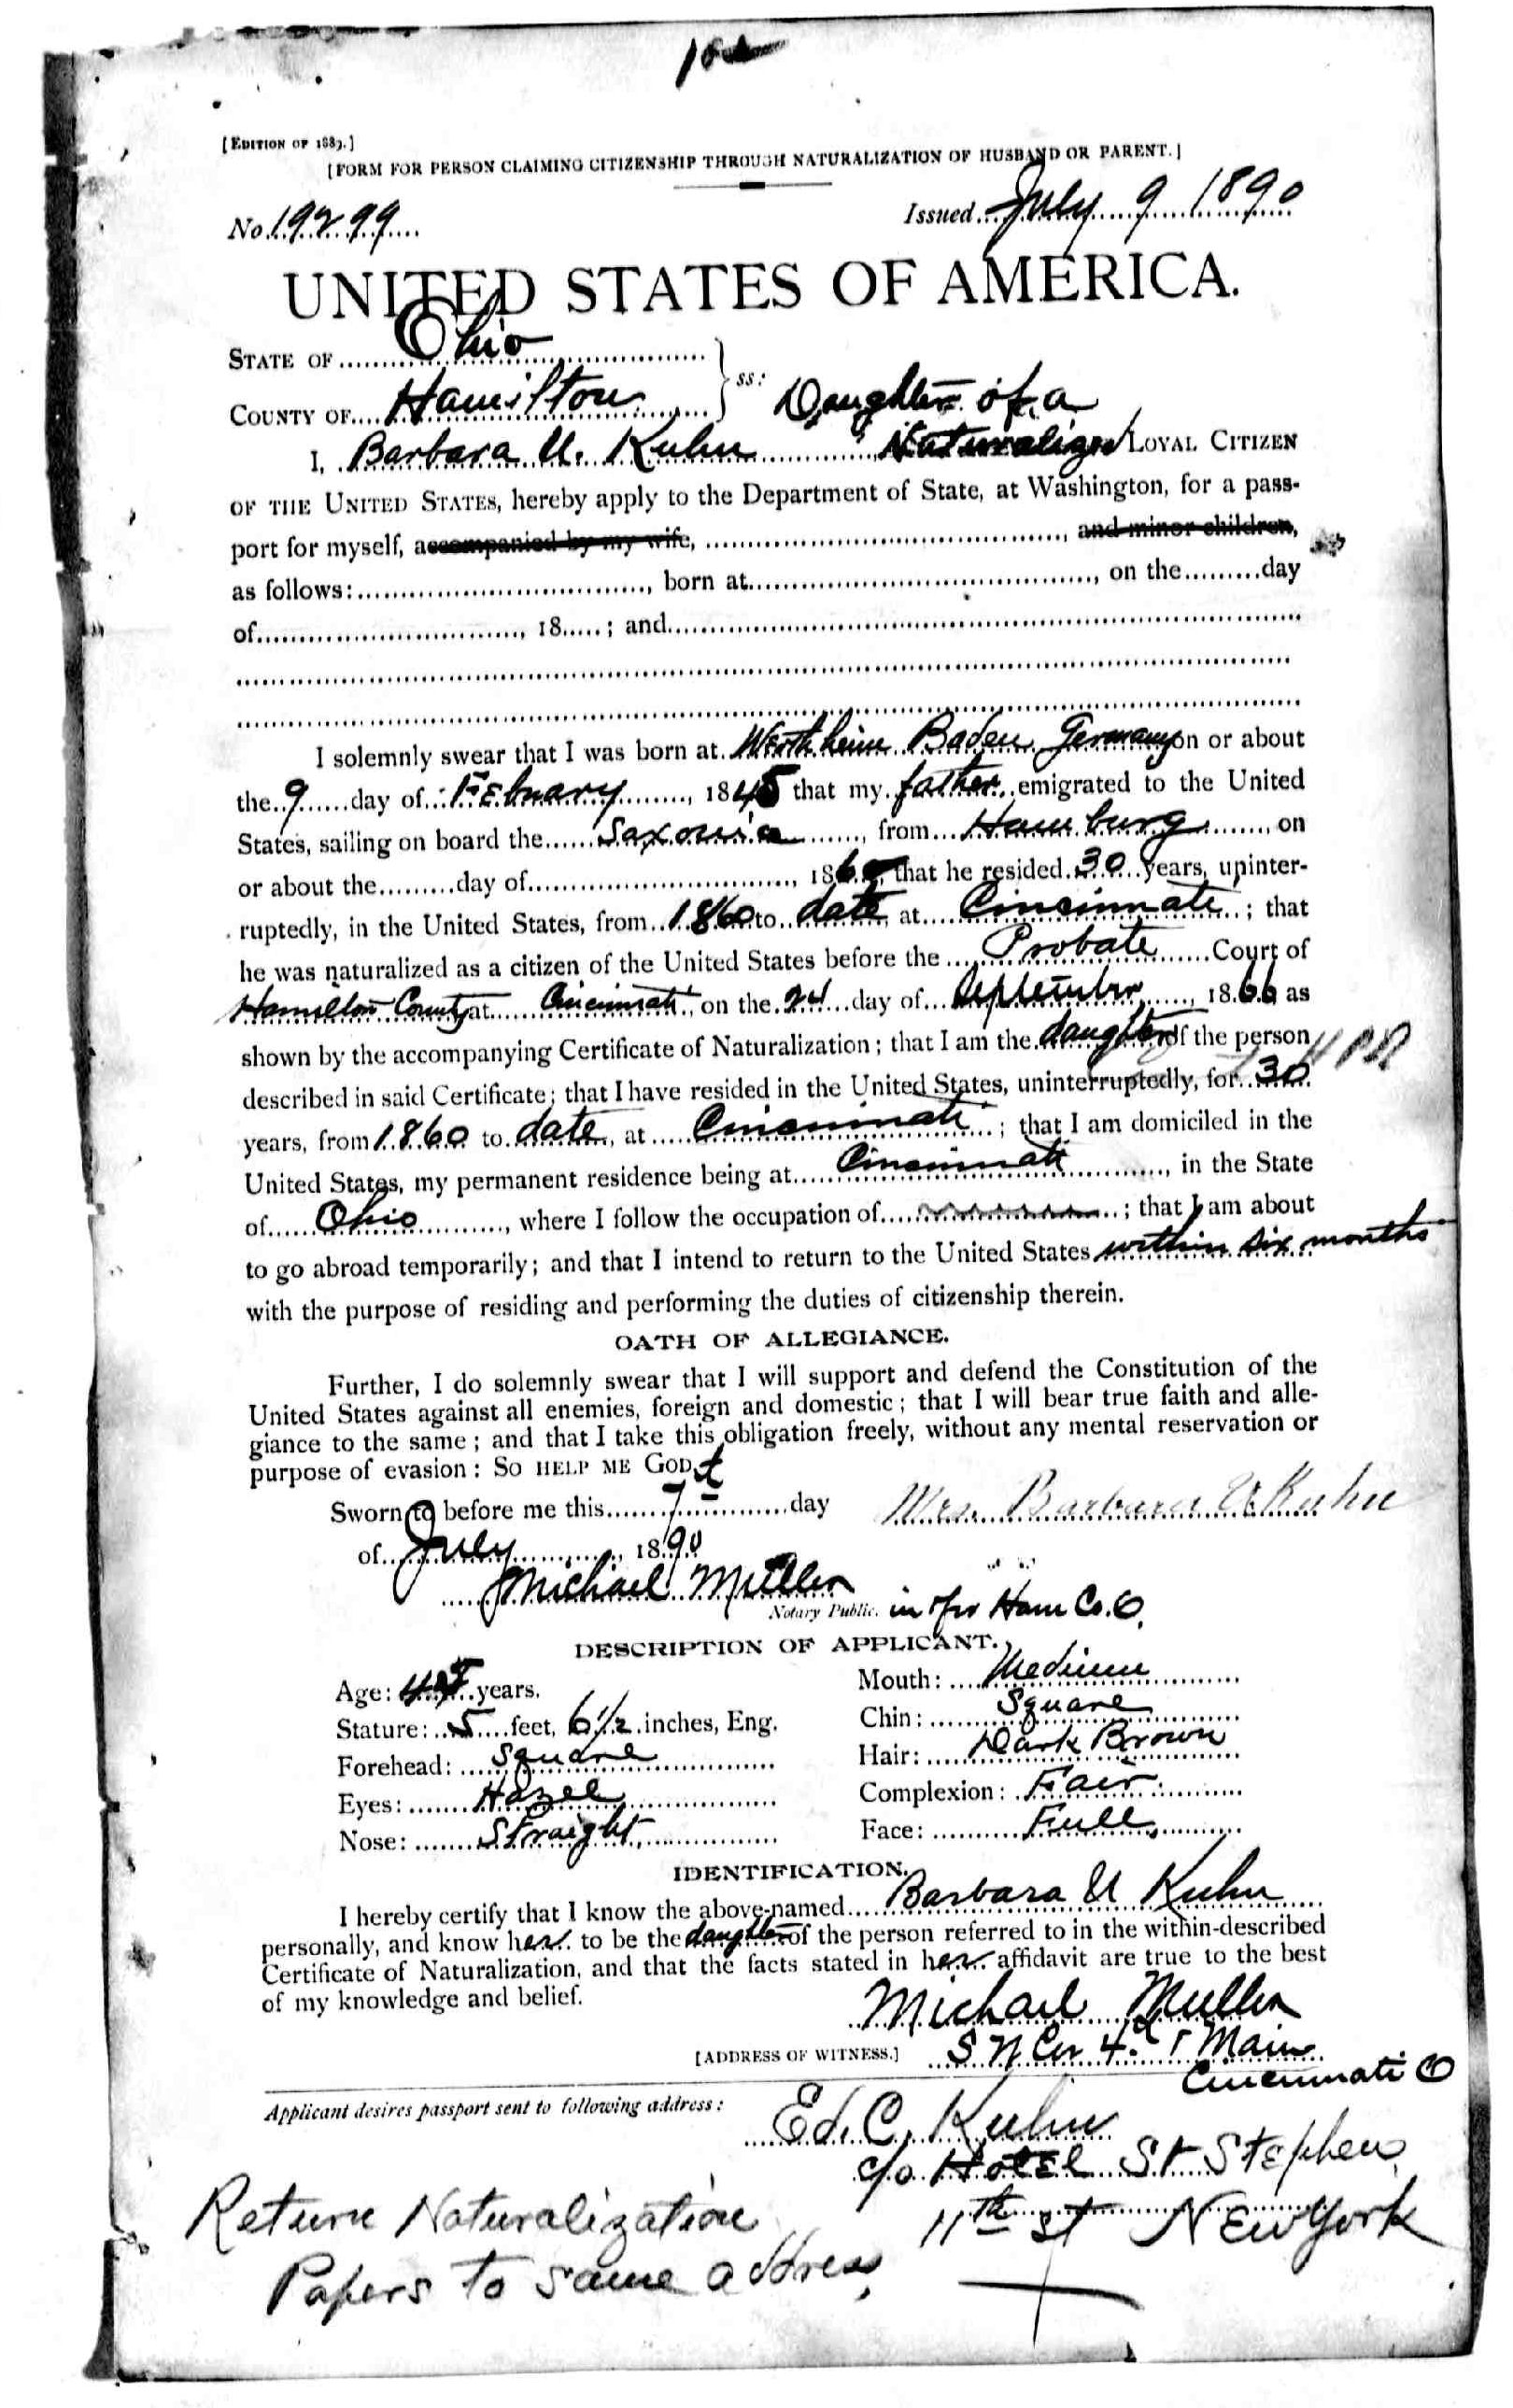 [EDITION OF 1889.]
[FORM FOR PERSON CLAIMING CITIZENSHIP THROUGH NATURALIZATION OF HUSBAND OR PARENT.]
No. 19299 Issued July 9 1890
UNITED STATES OF AMERICA.
STATE OF Ohio
COUNTY OF Hamilton } ss: Daughter of a
I, Barbara U. Kuhn Naturalized LOYAL CITIZEN
OF THE UNITED STATES, hereby apply to the Department of State, at Washington, for a pass-
port for myself, accompanied by my wife, , and minor children,
as follows: , born at , on the day
of , 18 ; and
I solemnly swear that I was born at Wertheim Baden Germany on or about
the 9 day of Febuary , 1845 that my father emigrated to the United
States, sailing on board the Saxonia , from Hamburg , on
or about the day of , 1860, that he resided 30 years, uninter-
ruptedly, in the United States, from 1860 to date at Cincinnati ; that
he was naturalized as a citizen of the United States before the Probate Court of
Hamilton County at Cincinnati, on the 24 day of September , 1866 as
shown by the accompanying Certificate of Naturalization; that I am the daughter of the person
described in said Certificate; that I have resided in the United States, uninterruptedly, for 30
years, from 1860 to date, at Cincinnati ; that I am domiciled in the
United States, my permanent residence being at Cincinnati , in the State
of Ohio , where I follow the occupation of ; that I am about
to go abroad temporarily; and that I intend to return to the United States within six months
with the purpose of residing and performing the duties of citizenship therein.
OATH OF ALLEGIANCE.
Further, I do solemnly swear that I will support and defend the Constitution of the
United States against all enemies, foreign and domestic; that I will bear true faith and alle-
giance to the same; and that I take this obligation freely, without any mental reservation or
purpose of evasion: SO HELP ME GOD.
Sworn to before me this 7t day Mrs. Barbara U Kuhn
of July , 1890
Michael Muller
Notary Public. in & for Ham Co. O.
DESCRIPTION OF APPLICANT.
Age: 45 years. Mouth: Medium
Stature: 5 feet, 6 1/2 inches, Eng. Chin: Square
Forehead: Square Hair: Dark Brown
Eyes: Hazel Complexion: Fair
Nose: Straight Face: Full
IDENTIFICATION.
I hereby certify that I know the above-named Barbara U Kuhn
personally, and know her to be the daughter of the person referred to in the within-described
Certificate of Naturalization, and that the facts stated in her affidavit are true to the best
of my knowledge and belief.
Michael Muller
[ADDRESS OF WITNESS.] Cor 4th & Main
Cincinnati O
Applicant desires passport sent to following address: Ed. C. Kuhn
c/o Hotel St Stephen
11th st New York
Return Naturalization
Papers to same address